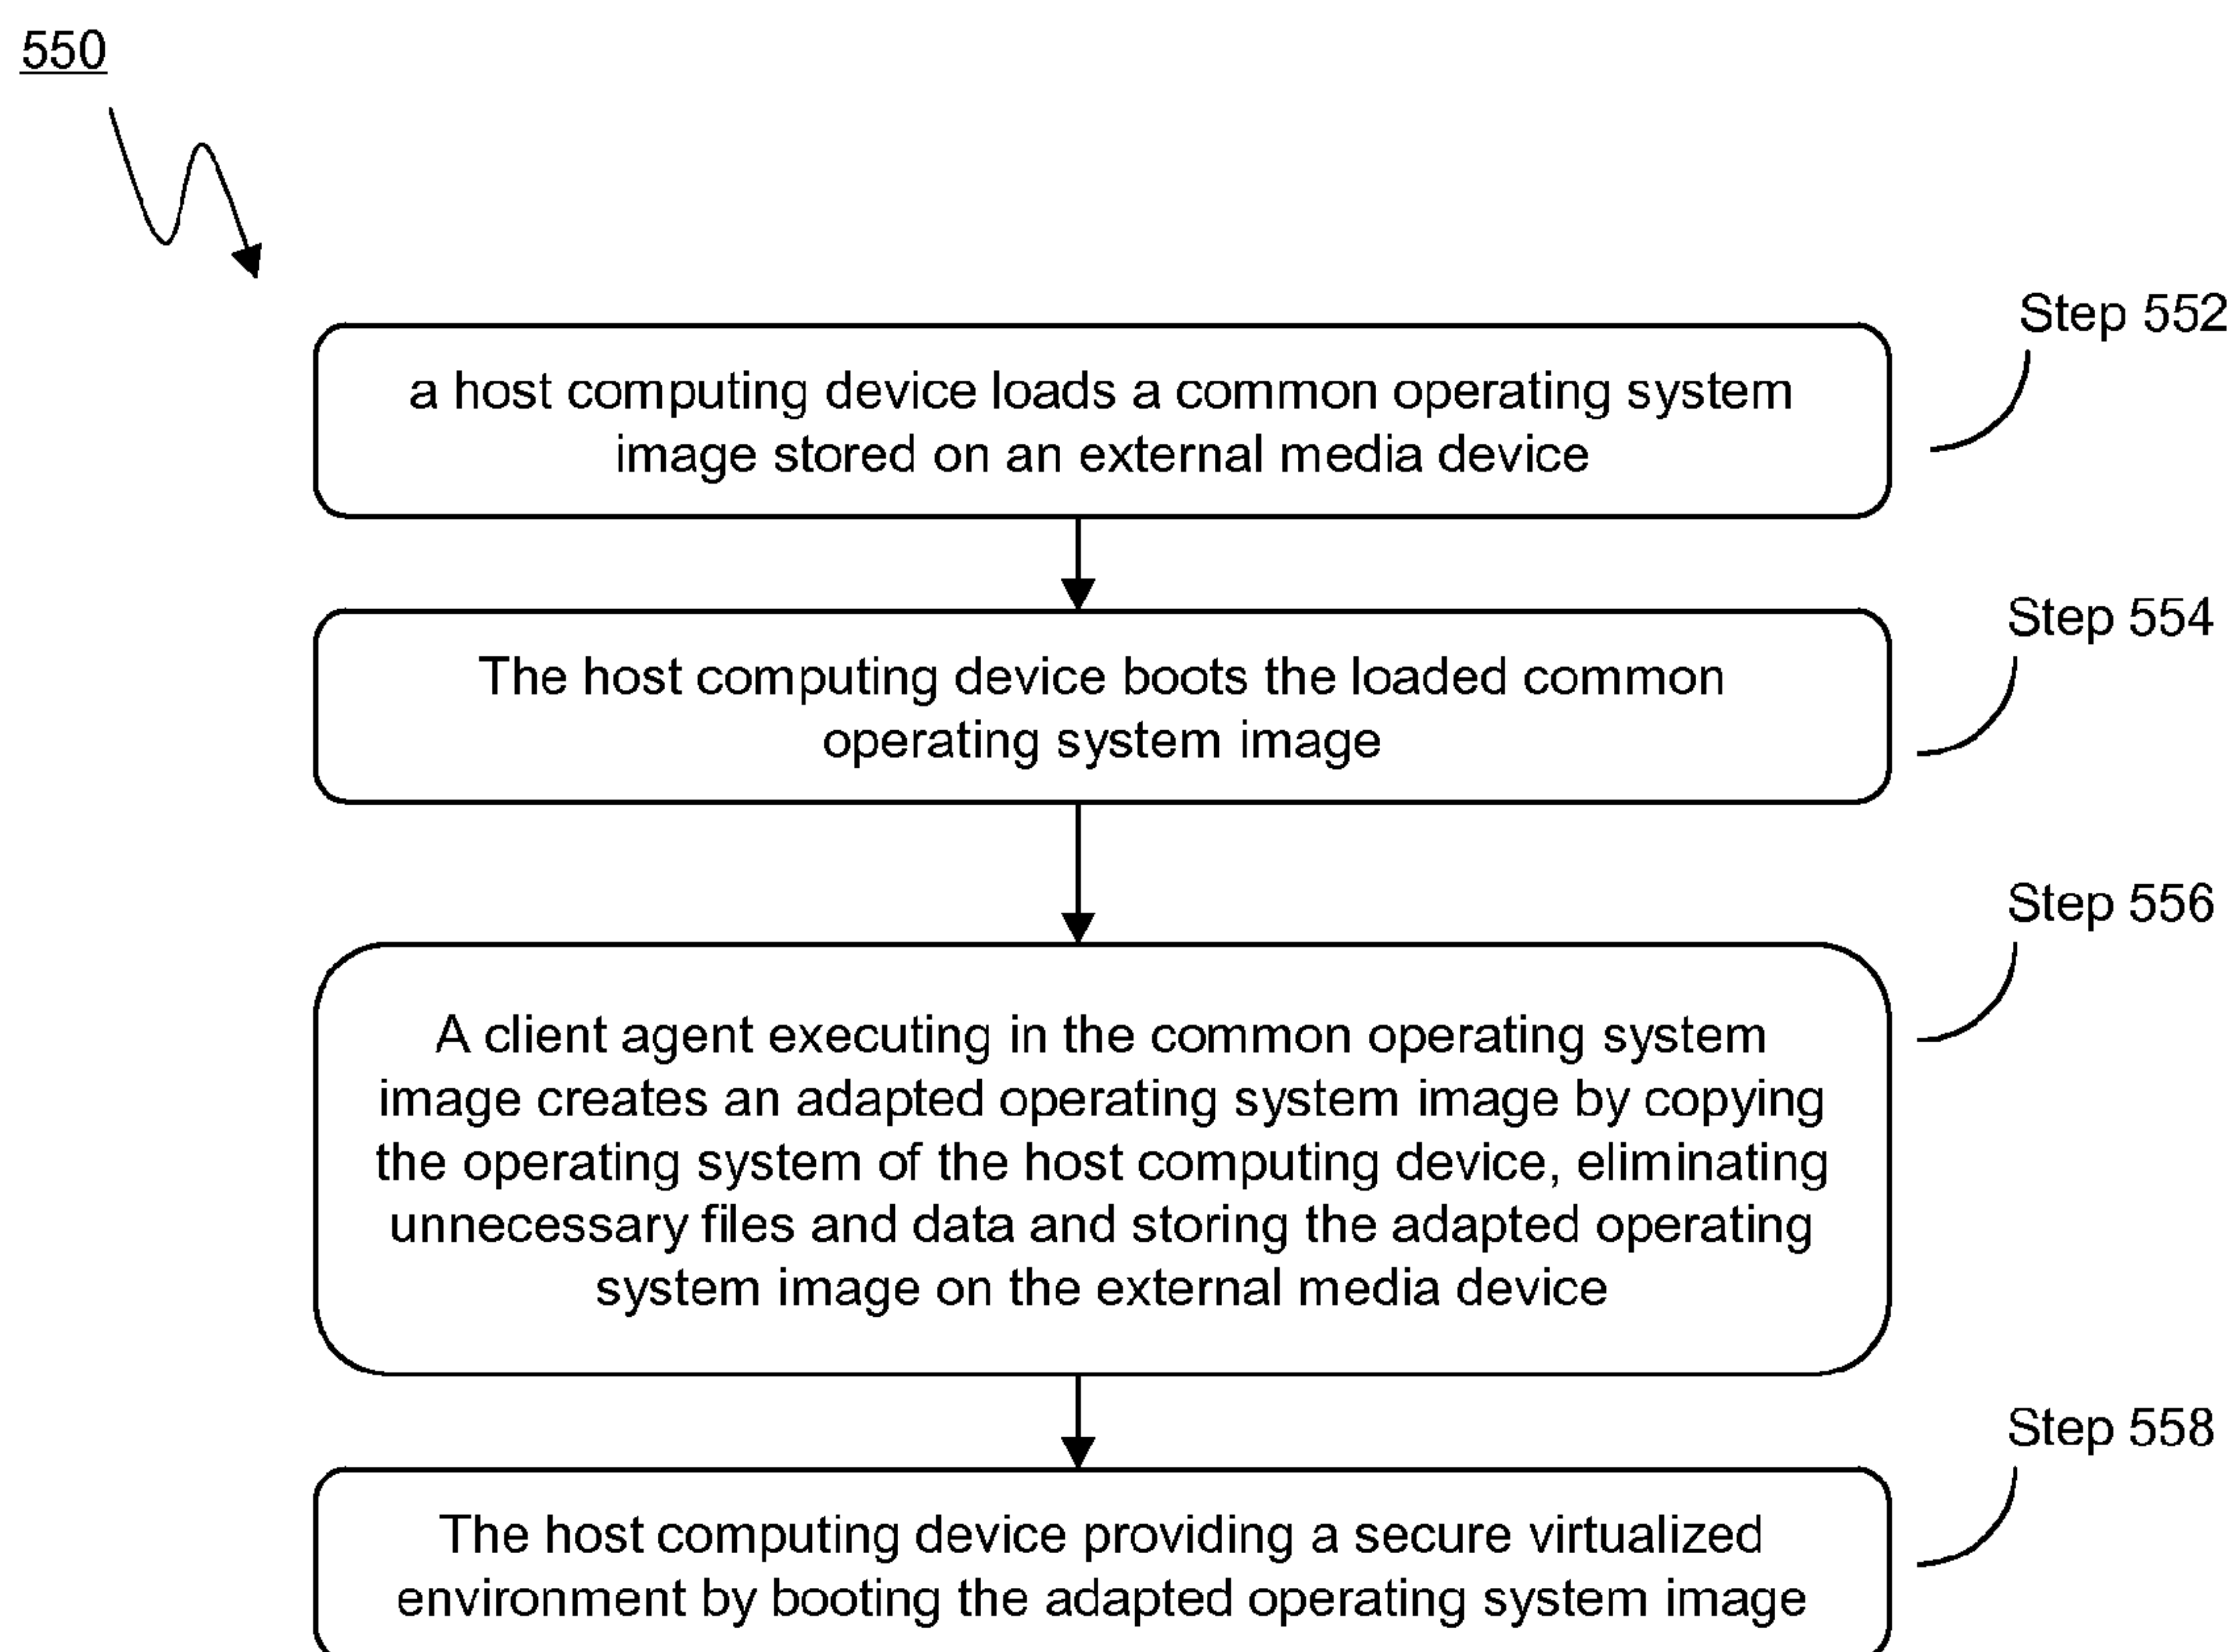 550
Step 552
a host computing device loads a common operating system
image stored on an external media device
Step 554
The host computing device boots the loaded common
operating system image
Step 556
A client agent executing in the common operating system
image creates an adapted operating system image by copying
the operating system of the host computing device, eliminating
unnecessary files and data and storing the adapted operating
system image on the external media device
Step 558
The host computing device providing a secure virtualized
environment by booting the adapted operating system image